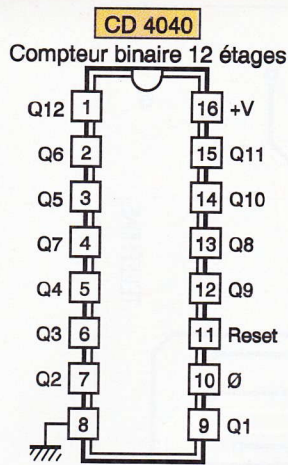 CD 4040
Compteur binaire 12 étages
Q12 1 16 +V
Q6 2 15 Q11
Q5 3 14 Q10
Q7 4 13 Q8
Q4 5 12 Q9
Q3 6 11 Reset
Q2 7 10 Ø
8 9 Q1